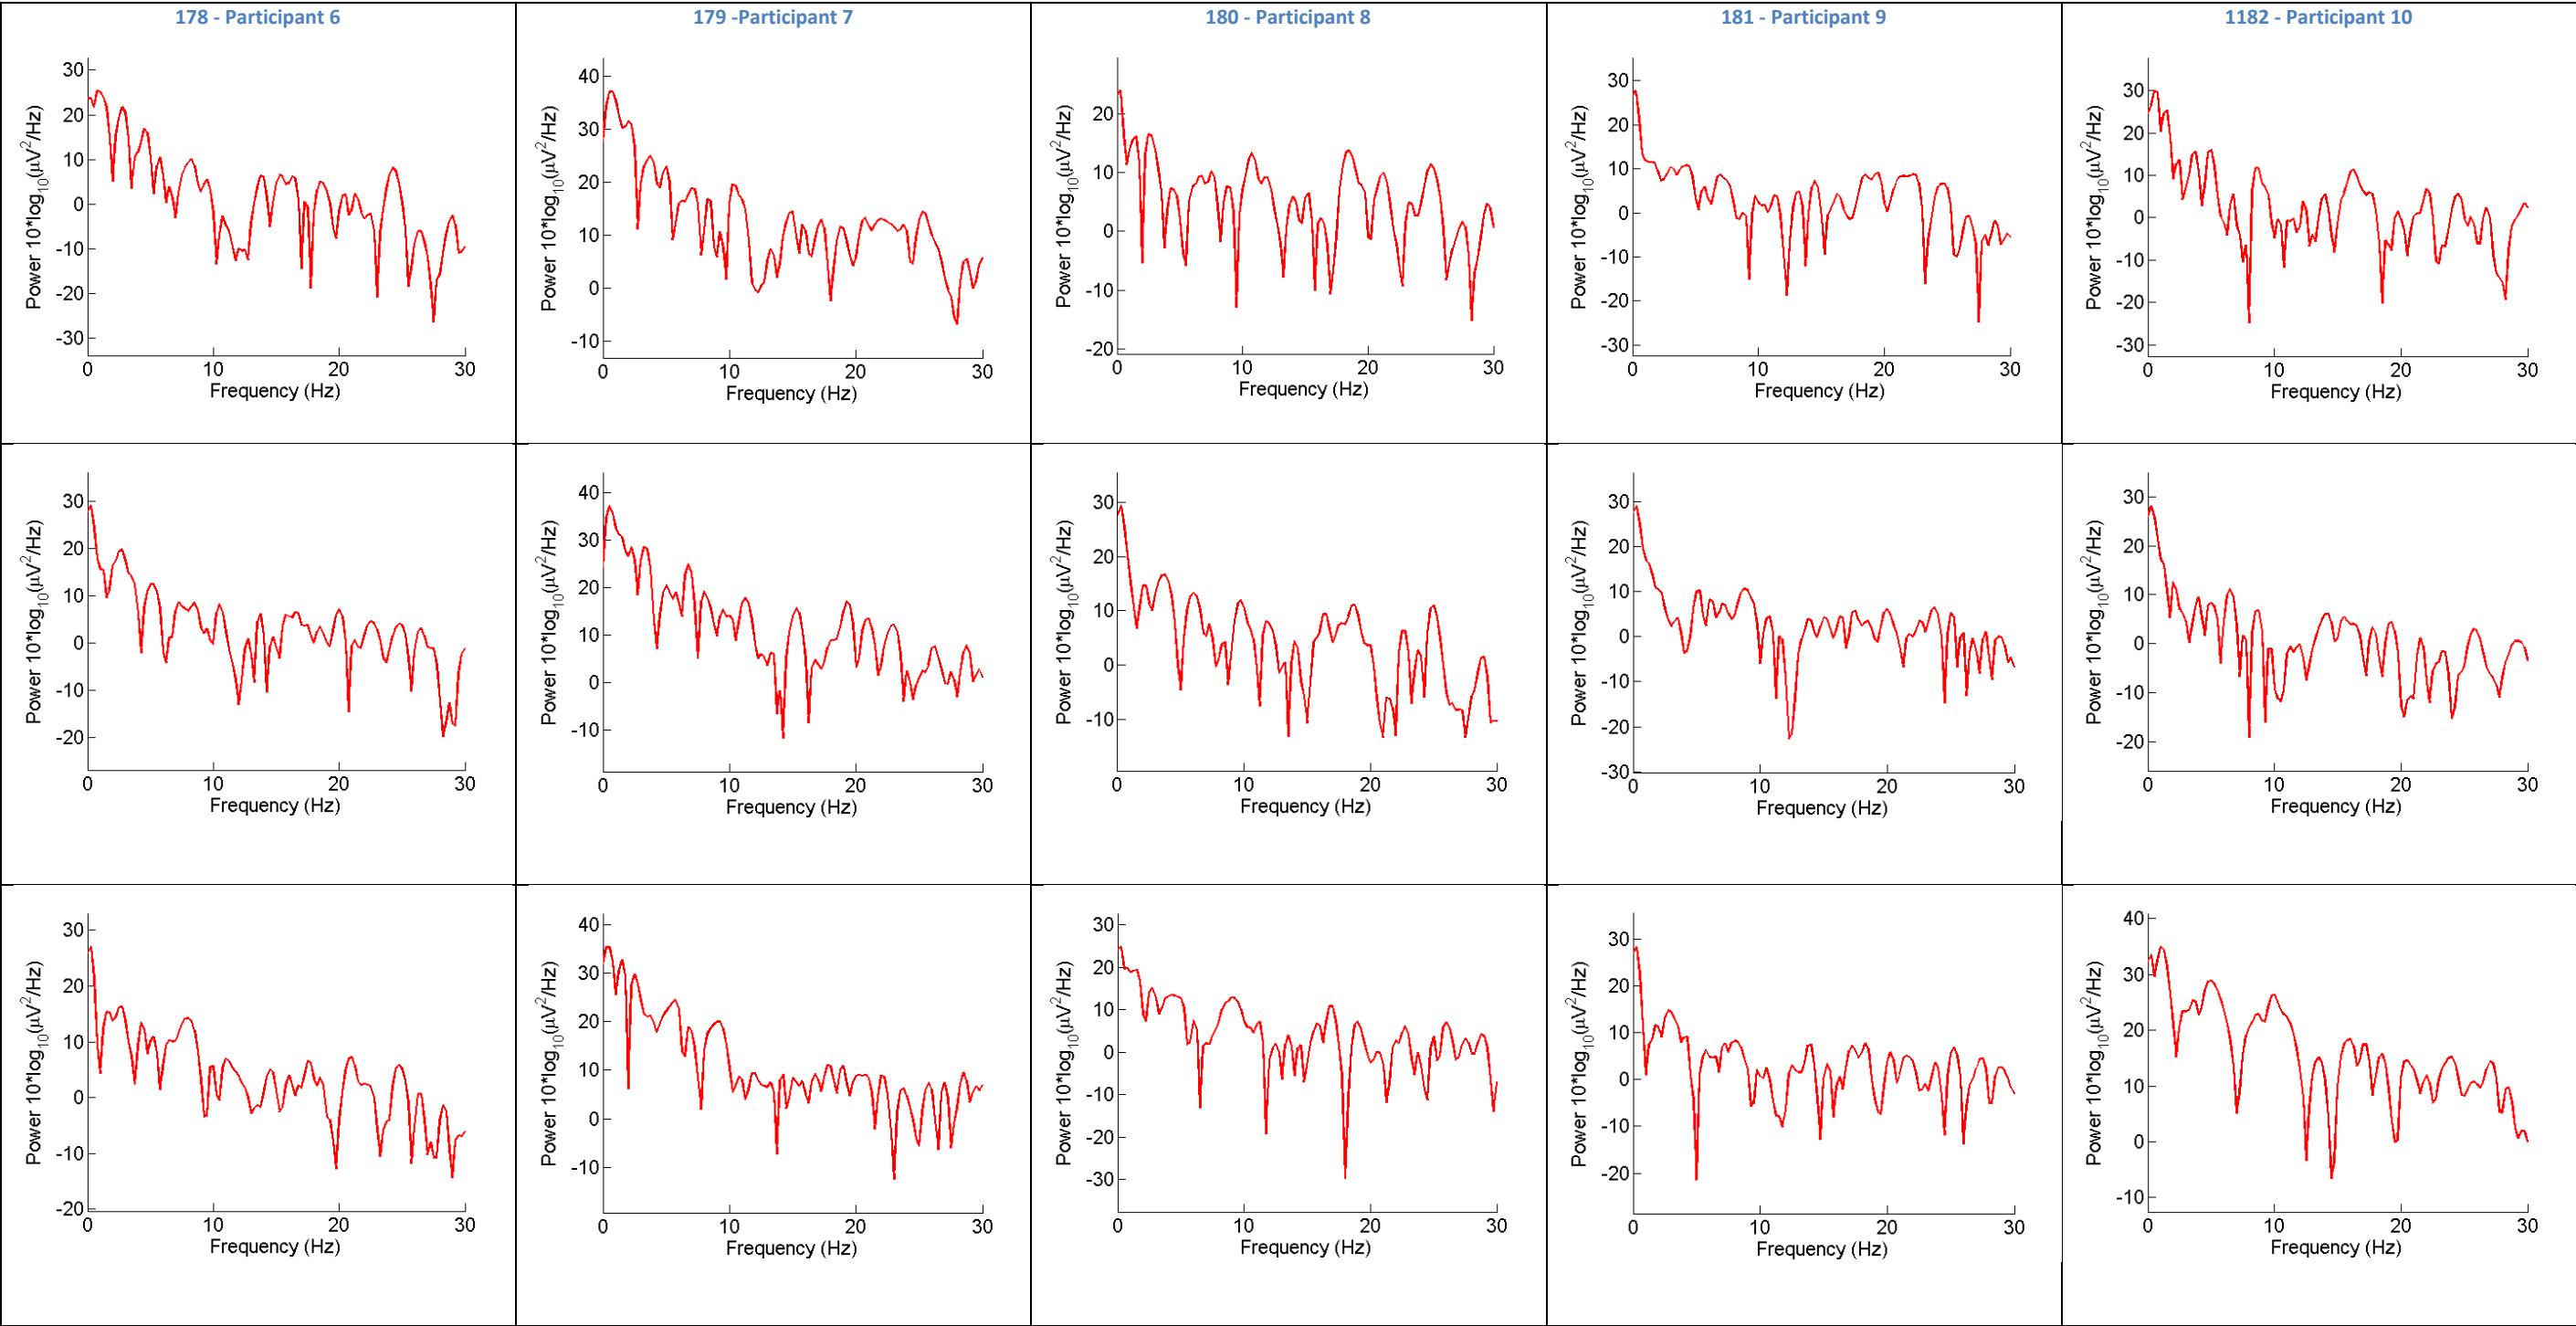 178 - Participant 6
179 -Participant 7
180 - Participant 8
181 - Participant 9
1182 - Participant 10
30
20
10
0
-10
-20
-30
Power 10*log10(μV2/Hz)
0 10 20 30
Frequency (Hz)
40
30
20
10
0
-10
Power 10*log10(μV2/Hz)
0 10 20 30
Frequency (Hz)
20
10
0
-10
-20
Power 10*log10(μV2/Hz)
0 10 20 30
Frequency (Hz)
30
20
10
0
-10
-20
-30
Power 10*log10(μV2/Hz)
0 10 20 30
Frequency (Hz)
30
20
10
0
-10
-20
-30
Power 10*log10(μV2/Hz)
0 10 20 30
Frequency (Hz)
30
20
10
0
-10
-20
Power 10*log10(μV2/Hz)
0 10 20 30
Frequency (Hz)
40
30
20
10
0
-10
Power 10*log10(μV2/Hz)
0 10 20 30
Frequency (Hz)
30
20
10
0
-10
Power 10*log10(μV2/Hz)
0 10 20 30
Frequency (Hz)
30
20
10
0
-10
-20
-30
Power 10*log10(μV2/Hz)
0 10 20 30
Frequency (Hz)
30
20
10
0
-10
-20
Power 10*log10(μV2/Hz)
0 10 20 30
Frequency (Hz)
30
20
10
0
-10
-20
Power 10*log10(μV2/Hz)
0 10 20 30
Frequency (Hz)
40
30
20
10
0
-10
Power 10*log10(μV2/Hz)
0 10 20 30
Frequency (Hz)
30
20
10
0
-10
-20
-30
Power 10*log10(μV2/Hz)
0 10 20 30
Frequency (Hz)
30
20
10
0
-10
-20
Power 10*log10(μV2/Hz)
0 10 20 30
Frequency (Hz)
40
30
20
10
0
-10
Power 10*log10(μV2/Hz)
0 10 20 30
Frequency (Hz)